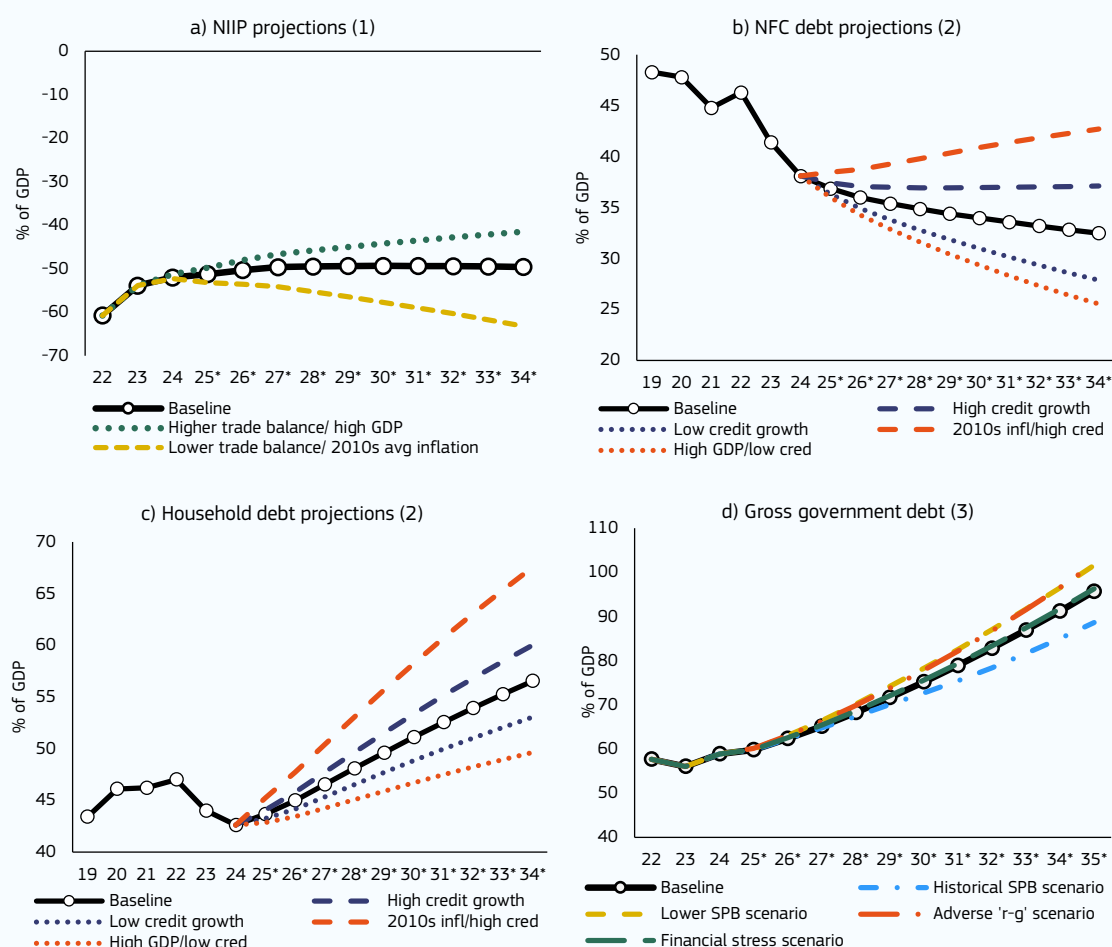 a) NIIP projections (1)
0
-10
-20
-30
-40
-50
-60
-70
% of GDP
22 23 24 25* 26* 27* 28* 29* 30* 31* 32* 33* 34*
Baseline
Higher trade balance/ high GDP
Lower trade balance/ 2010s avg inflation
b) NFC debt projections (2)
50
45
40
35
30
25
20
% of GDP
19 20 21 22 23 24 25* 26* 27* 28* 29* 30* 31* 32* 33* 34*
Baseline
High credit growth
Low credit growth
2010s infl/high cred
High GDP/low cred
c) Household debt projections (2)
70
65
60
55
50
45
40
% of GDP
19 20 21 22 23 24 25* 26* 27* 28* 29* 30* 31* 32* 33* 34*
Baseline
High credit growth
Low credit growth
2010s infl/high cred
High GDP/low cred
d) Gross government debt (3)
110
100
90
80
70
60
50
40
% of GDP
22 23 24 25* 26* 27* 28* 29* 30* 31* 32* 33* 34* 35*
Baseline
Historical SPB scenario
Lower SPB scenario
Adverse 'r-g' scenario
Financial stress scenario